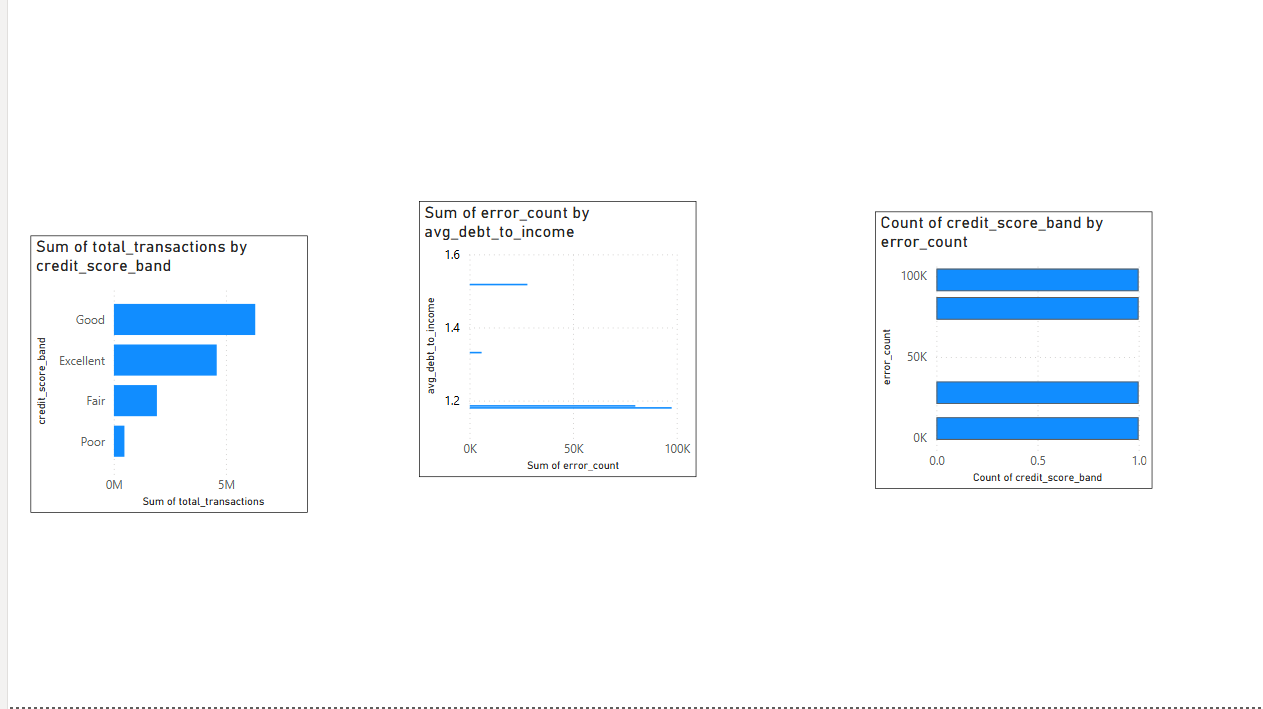 Sum of total_transactions by
credit_score_band
credit_score_band
Good
Excellent
Fair
Poor
0M
5M
Sum of total_transactions
Sum of error_count by
avg_debt_to_income
avg_debt_to_income
1.6
1.4
1.2
0K
50K
100K
Sum of error_count
Count of credit_score_band by
error_count
error_count
100K
50K
0K
0.0
0.5
1.0
Count of credit_score_band